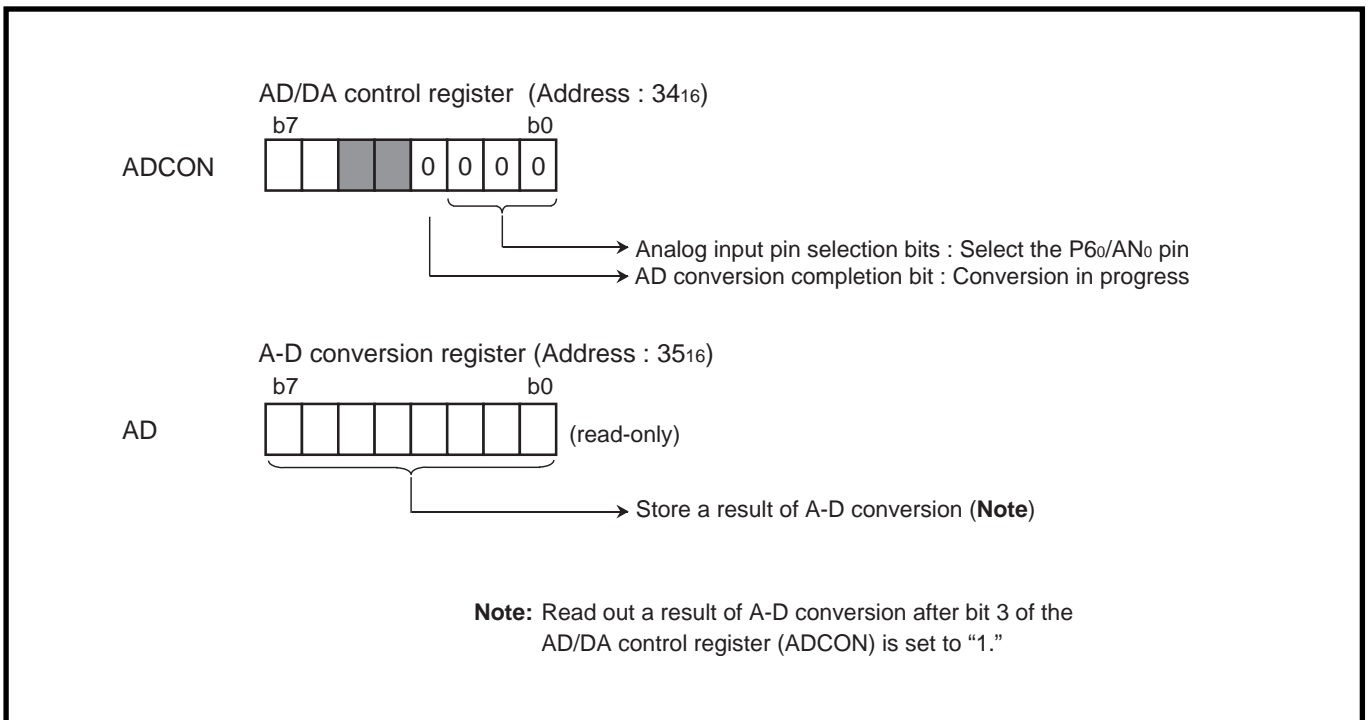 AD/DA control register (Address : 34₁₆)
b7 b0
ADCON 0 0 0 0
Analog input pin selection bits : Select the P6₀/AN₀ pin
AD conversion completion bit : Conversion in progress
A-D conversion register (Address : 35₁₆)
b7 b0
AD (read-only)
Store a result of A-D conversion (Note)
Note: Read out a result of A-D conversion after bit 3 of the
AD/DA control register (ADCON) is set to “1.”